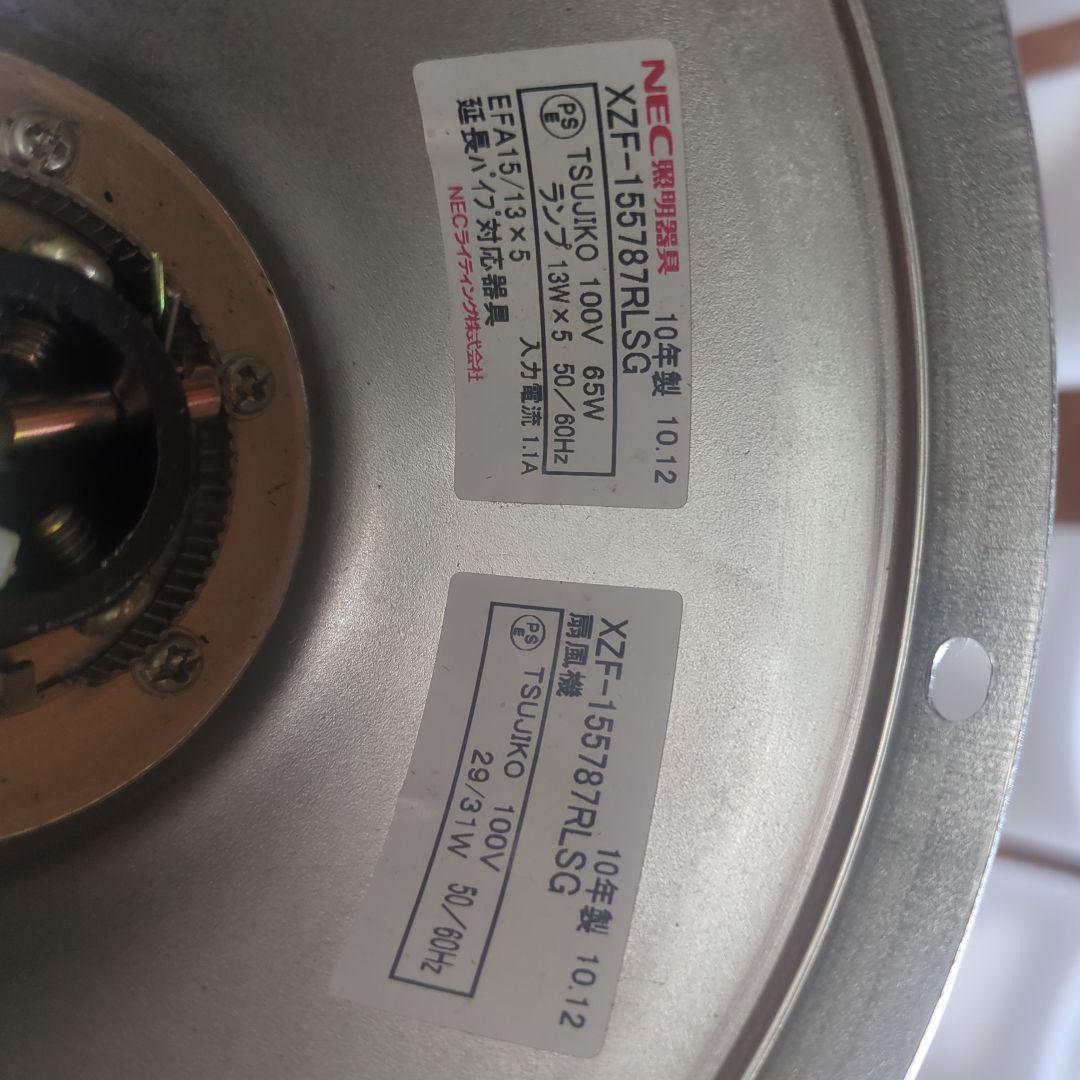 NEC照明器具 10年製 10.12
XZF-155787RLSG
PSE TSUJIKO 100V 65W
ランプ 13W×5 50/60Hz
EFA15/13×5 入力電流 1.1A
延長パイプ対応器具
NECライティング株式会社
XZF-155787RLSG 10年製 10.12
扇風機
PSE TSUJIKO 100V
29/31W 50/60Hz